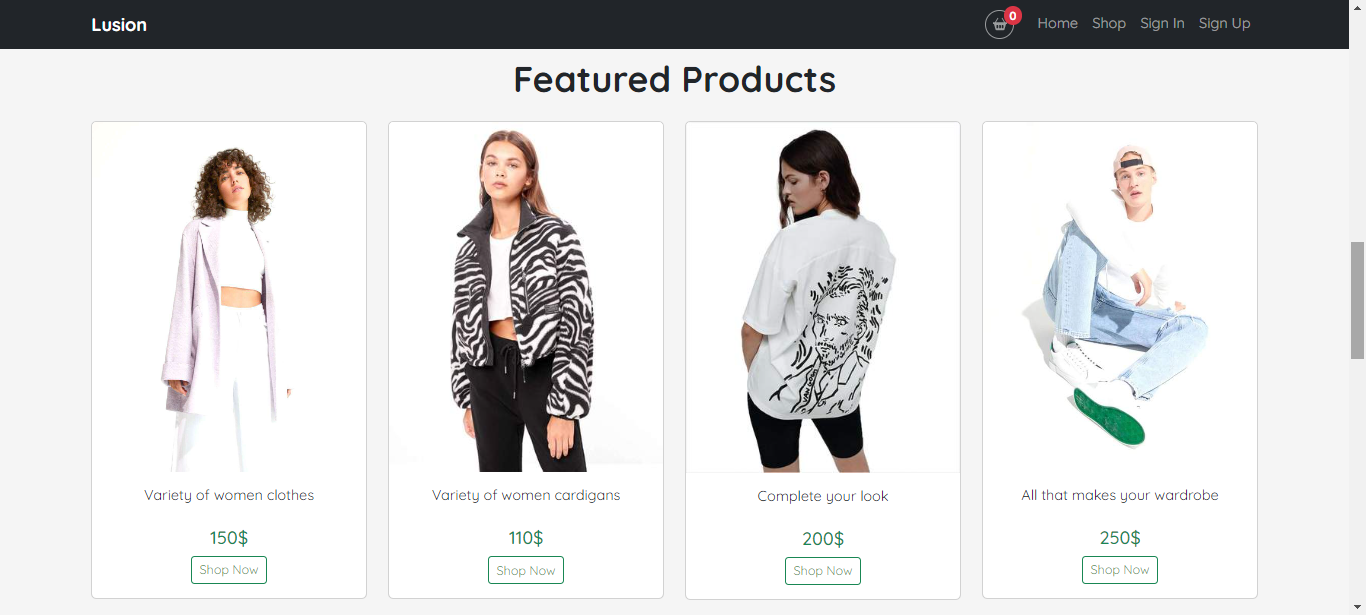 Lusion
0
Home Shop Sign In Sign Up
Featured Products
Variety of women clothes
150$
Shop Now
Variety of women cardigans
110$
Shop Now
Complete your look
200$
Shop Now
All that makes your wardrobe
250$
Shop Now